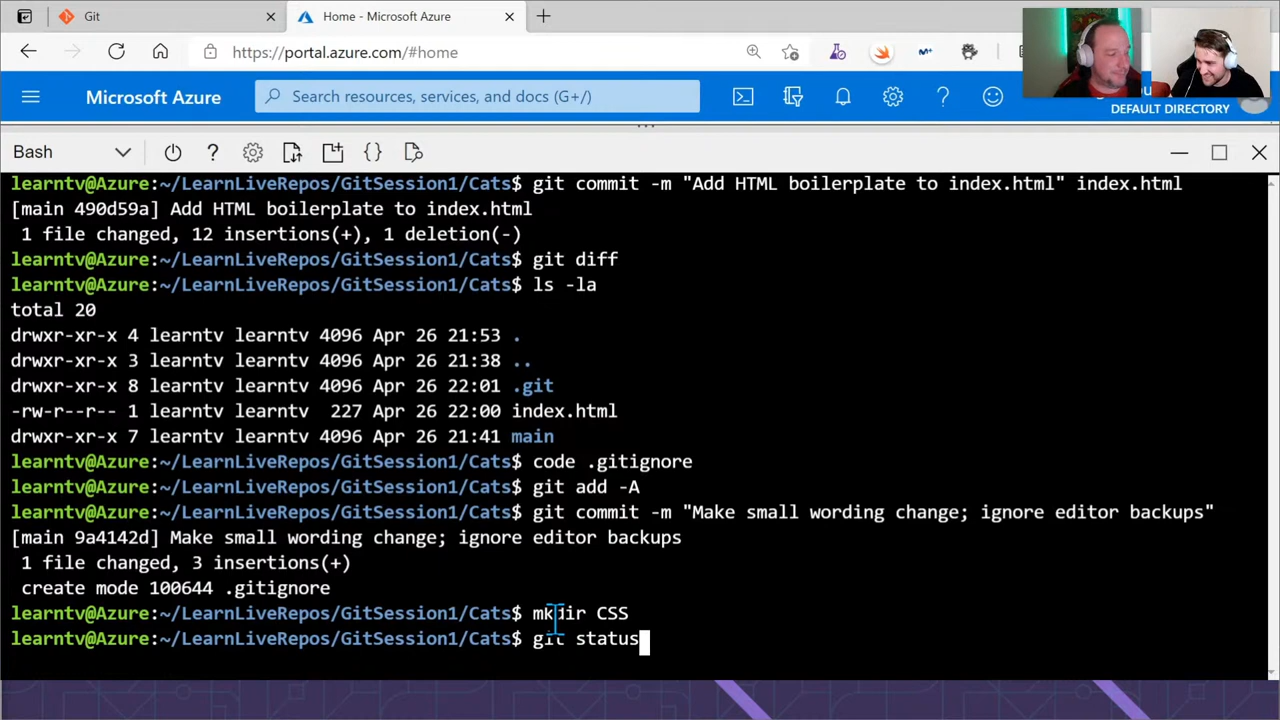 Git
Home - Microsoft Azure
https://portal.azure.com/#home
Microsoft Azure
Search resources, services, and docs (G+/)
DEFAULT DIRECTORY
Bash
learntv@Azure:~/LearnLiveRepos/GitSession1/Cats$ git commit -m "Add HTML boilerplate to index.html" index.html
[main 490d59a] Add HTML boilerplate to index.html
1 file changed, 12 insertions(+), 1 deletion(-)
learntv@Azure:~/LearnLiveRepos/GitSession1/Cats$ git diff
learntv@Azure:~/LearnLiveRepos/GitSession1/Cats$ ls -la
total 20
drwxr-xr-x 4 learntv learntv 4096 Apr 26 21:53 .
drwxr-xr-x 3 learntv learntv 4096 Apr 26 21:38 ..
drwxr-xr-x 8 learntv learntv 4096 Apr 26 22:01 .git
-rw-r--r-- 1 learntv learntv  227 Apr 26 22:00 index.html
drwxr-xr-x 7 learntv learntv 4096 Apr 26 21:41 main
learntv@Azure:~/LearnLiveRepos/GitSession1/Cats$ code .gitignore
learntv@Azure:~/LearnLiveRepos/GitSession1/Cats$ git add -A
learntv@Azure:~/LearnLiveRepos/GitSession1/Cats$ git commit -m "Make small wording change; ignore editor backups"
[main 9a4142d] Make small wording change; ignore editor backups
1 file changed, 3 insertions(+)
create mode 100644 .gitignore
learntv@Azure:~/LearnLiveRepos/GitSession1/Cats$ mkdir CSS
learntv@Azure:~/LearnLiveRepos/GitSession1/Cats$ git status